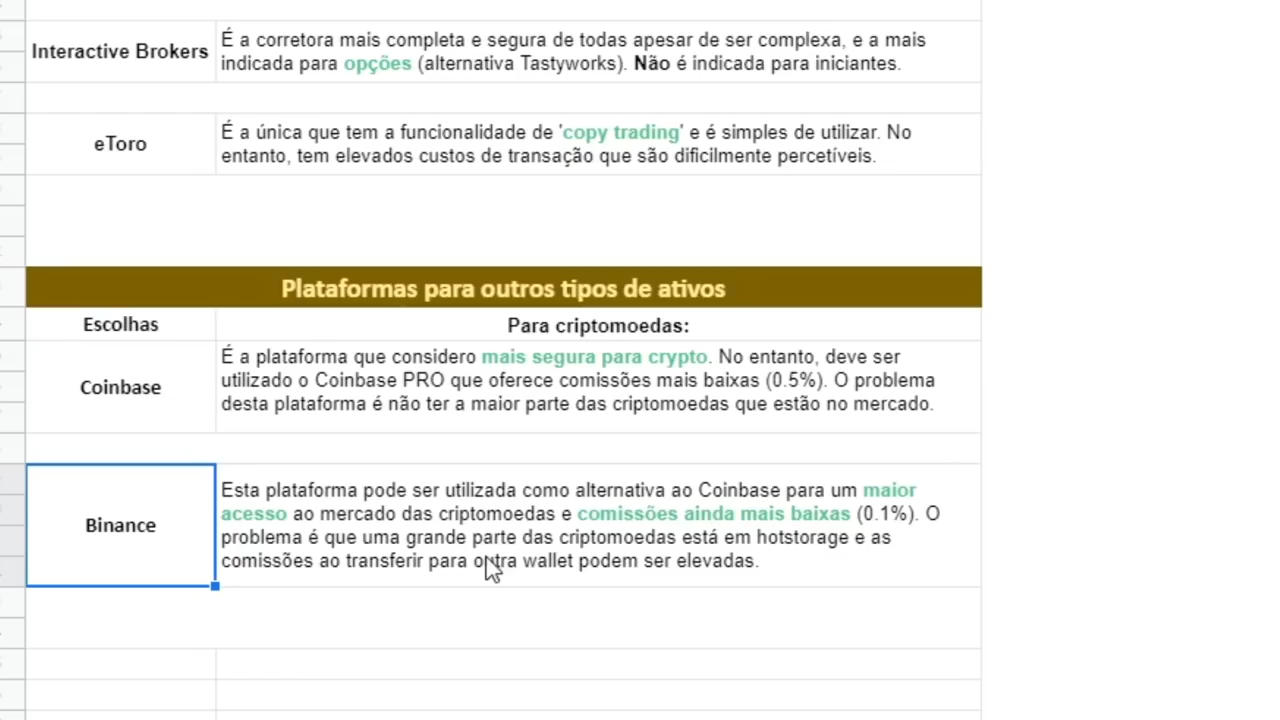 Interactive Brokers
É a corretora mais completa e segura de todas apesar de ser complexa, e a mais
indicada para opções (alternativa Tastyworks). Não é indicada para iniciantes.
eToro
É a única que tem a funcionalidade de 'copy trading' e é simples de utilizar. No
entanto, tem elevados custos de transação que são dificilmente percetíveis.
Plataformas para outros tipos de ativos
Escolhas
Para criptomoedas:
Coinbase
É a plataforma que considero mais segura para crypto. No entanto, deve ser
utilizado o Coinbase PRO que oferece comissões mais baixas (0.5%). O problema
desta plataforma é não ter a maior parte das criptomoedas que estão no mercado.
Binance
Esta plataforma pode ser utilizada como alternativa ao Coinbase para um maior
acesso ao mercado das criptomoedas e comissões ainda mais baixas (0.1%). O
problema é que uma grande parte das criptomoedas está em hotstorage e as
comissões ao transferir para outra wallet podem ser elevadas.